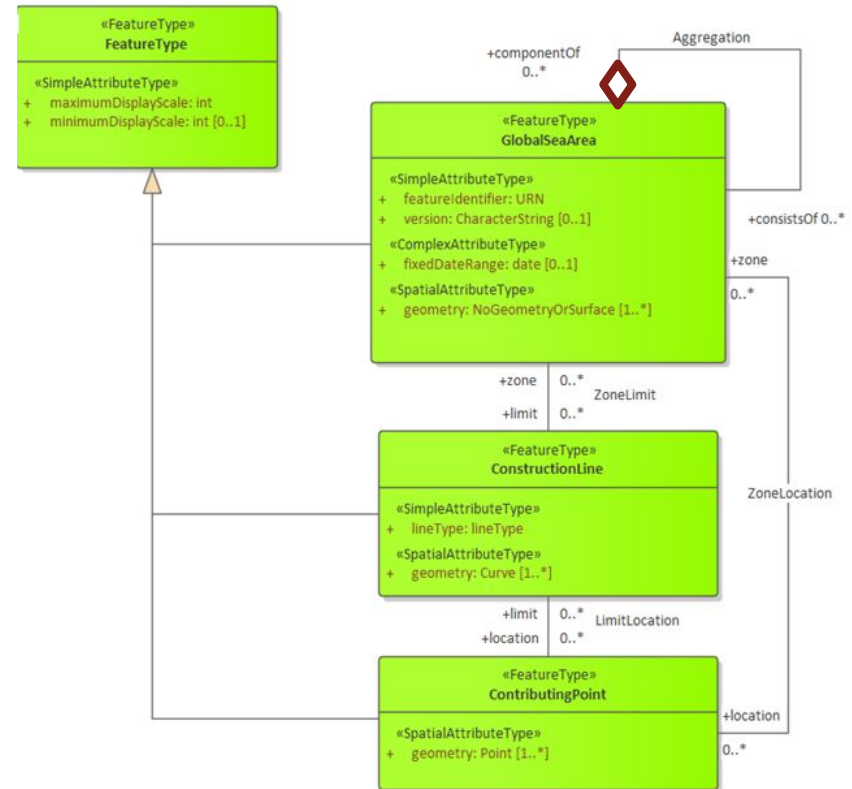 «FeatureType»
FeatureType
«SimpleAttributeType»
+ maximumDisplayScale: int
+ minimumDisplayScale: int [0..1]
+componentOf
0..*
Aggregation
«FeatureType»
GlobalSeaArea
«SimpleAttributeType»
+ featureIdentifier: URN
+ version: CharacterString [0..1]
«ComplexAttributeType»
+ fixedDateRange: date [0..1]
«SpatialAttributeType»
+ geometry: NoGeometryOrSurface [1..*]
+consistsOf 0..*
+zone
0..*
+zone 0..*
ZoneLimit
+limit 0..*
«FeatureType»
ConstructionLine
«SimpleAttributeType»
+ lineType: lineType
«SpatialAttributeType»
+ geometry: Curve [1..*]
ZoneLocation
+limit 0..*
LimitLocation
+location 0..*
«FeatureType»
ContributingPoint
«SpatialAttributeType»
+ geometry: Point [1..*]
+location
0..*